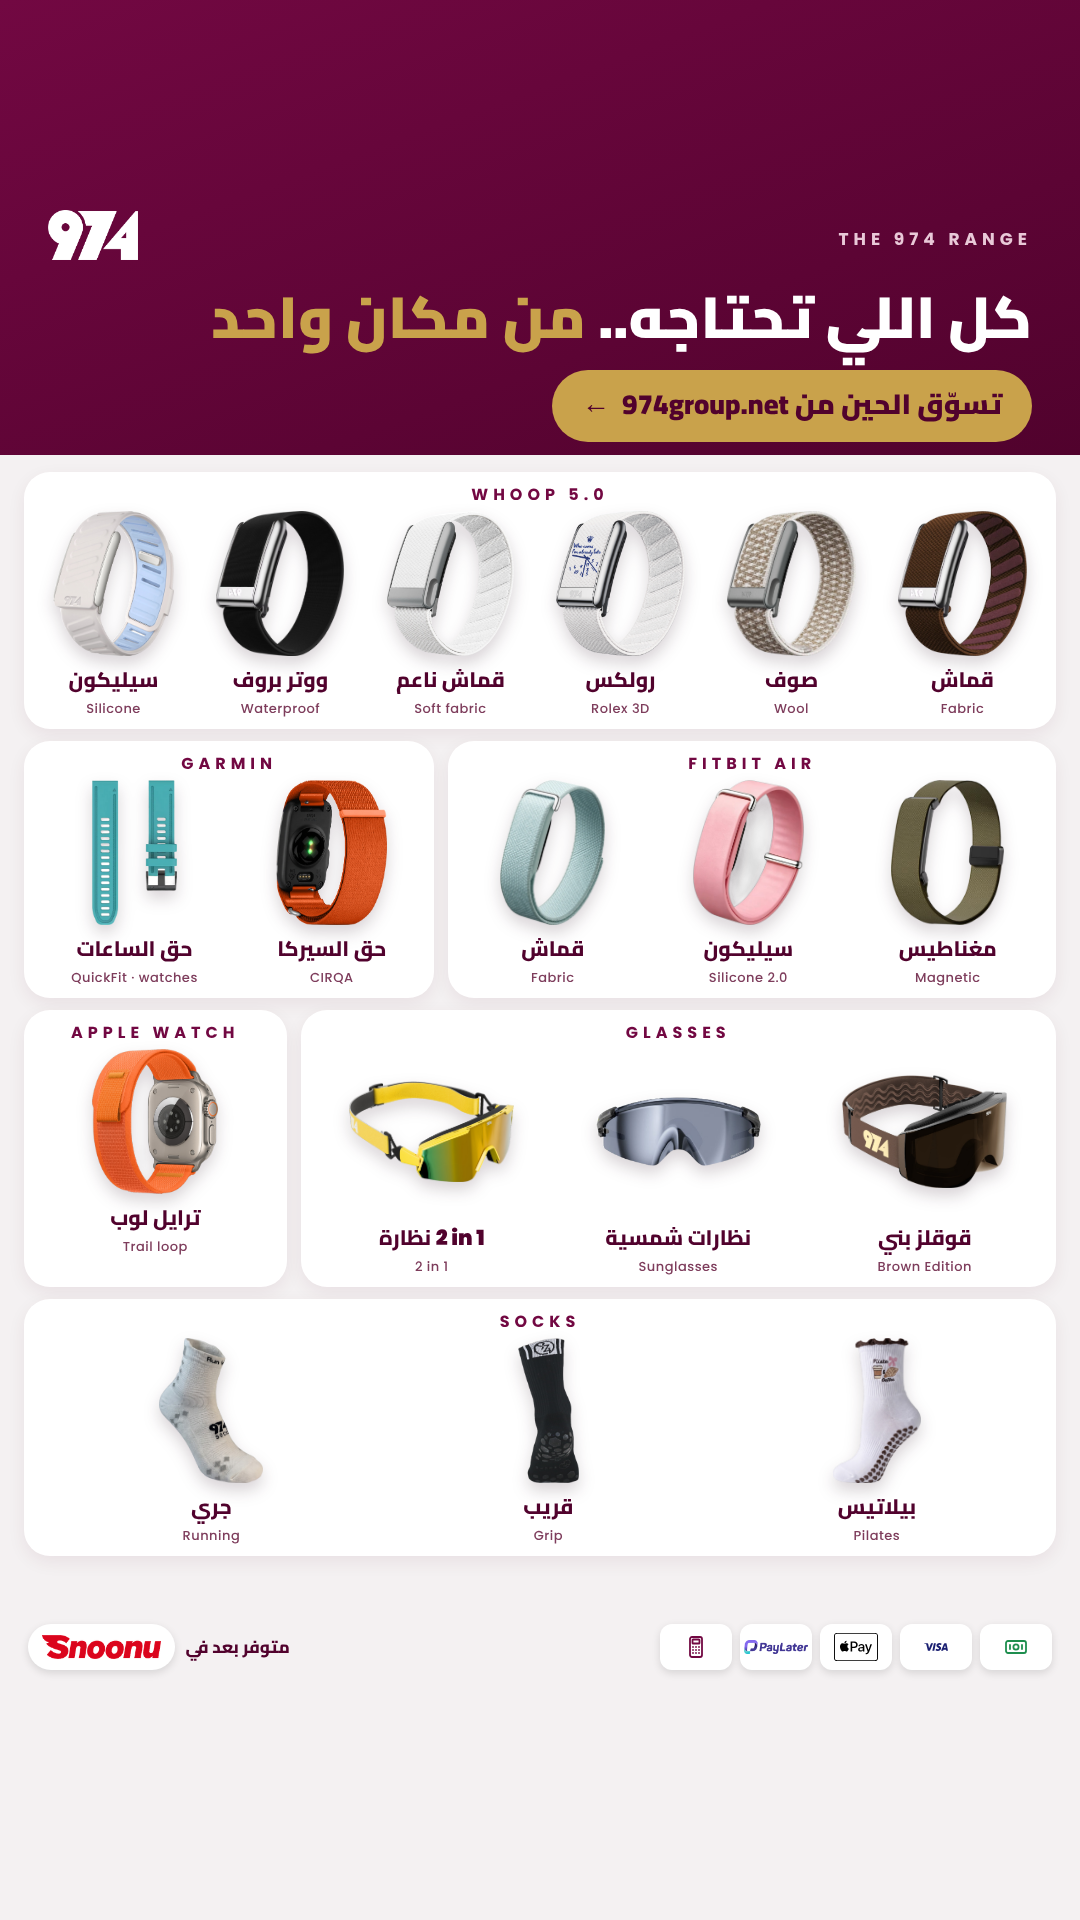 974
THE 974 RANGE
كل اللي تحتاجه.. من مكان واحد
تسوّق الحين من 974group.net ←
WHOOP 5.0
قماش
Fabric
صوف
Wool
رولكس
Rolex 3D
قماش ناعم
Soft fabric
ووتر بروف
Waterproof
سيليكون
Silicone
FITBIT AIR
مغناطيس
Magnetic
سيليكون
Silicone 2.0
قماش
Fabric
GARMIN
حق السيركا
CIRQA
حق الساعات
QuickFit · watches
GLASSES
974
قوقلز بني
Brown Edition
نظارات شمسية
Sunglasses
نظارة 2 in 1
2 in 1
APPLE WATCH
ترايل لوب
Trail loop
SOCKS
بيلاتيس
Pilates
قريب
Grip
974
جري
Running
متوفر بعد في
Snoonu
PayLater
Pay
VISA